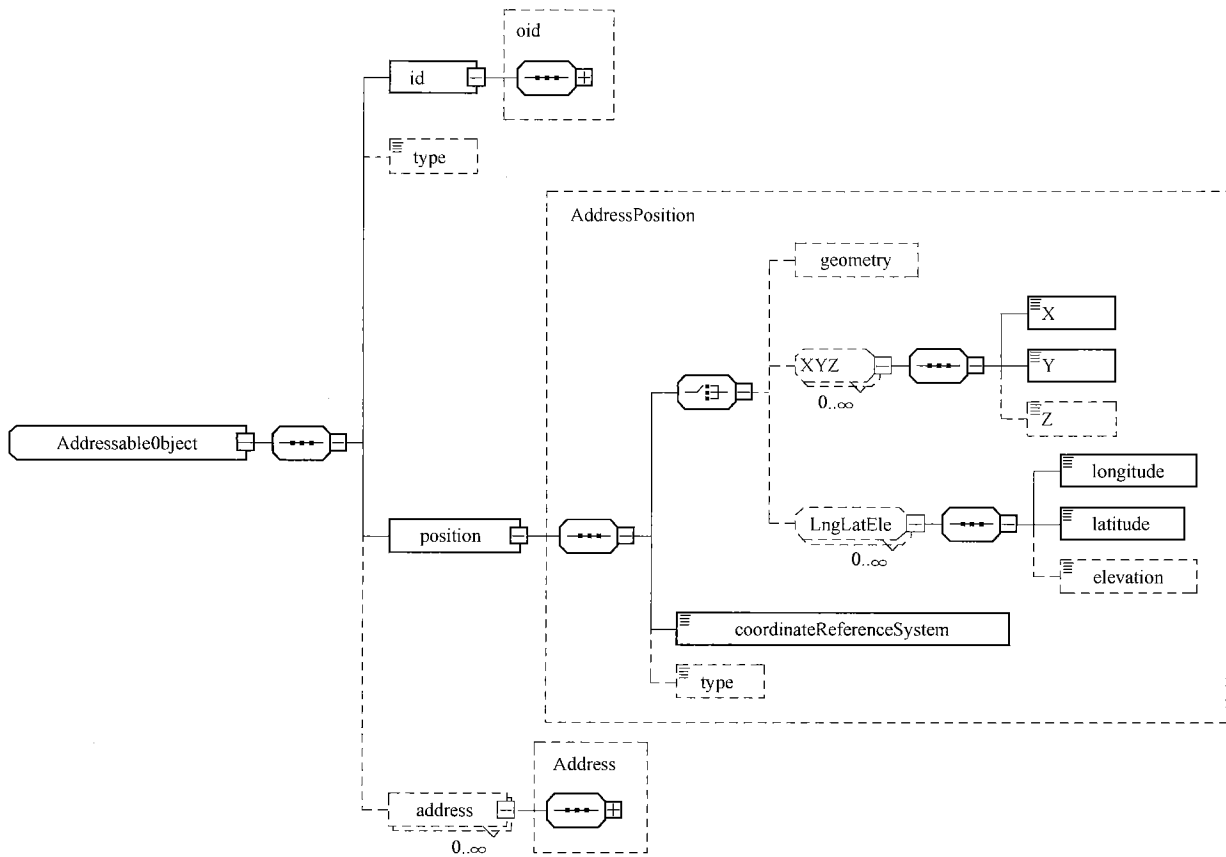 oid
id
type
AddressPosition
geometry
X
XYZ
Y
0..∞
Z
Addressable0bject
longitude
LngLatEle
latitude
position
0..∞
elevation
coordinateReferenceSystem
type
Address
address
0..∞